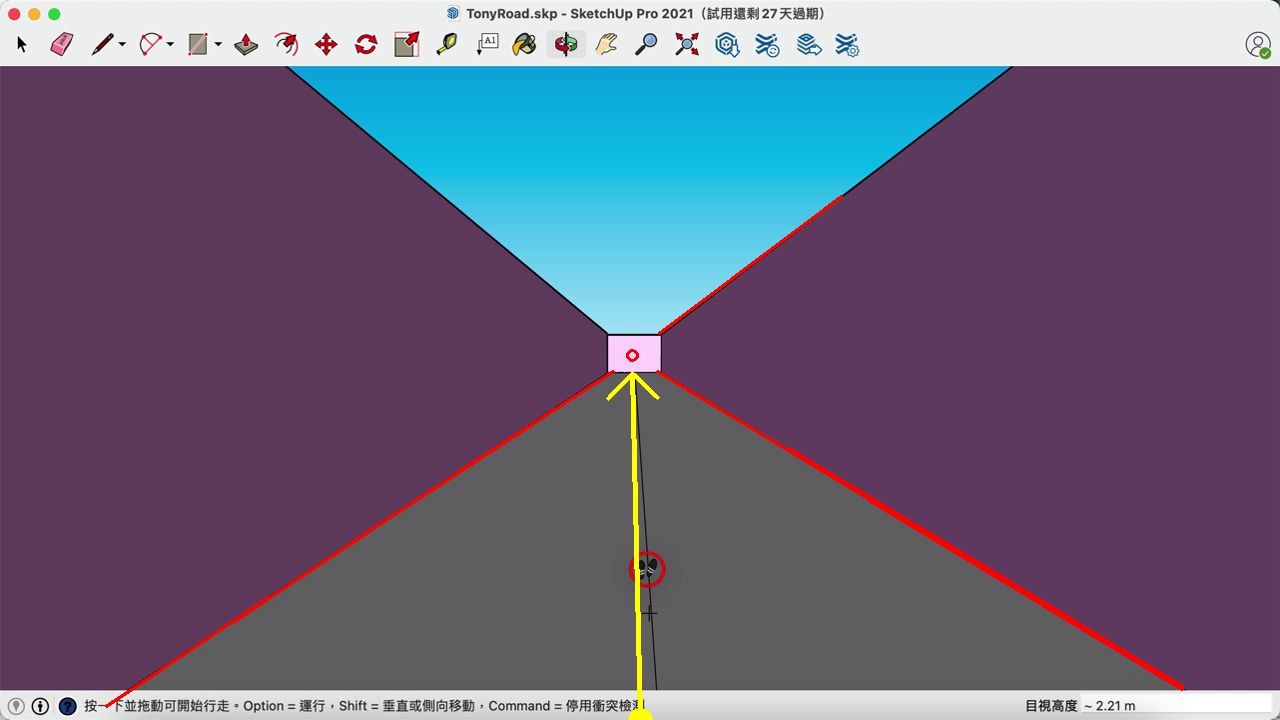 TonyRoad.skp - SketchUp Pro 2021（試用還剩 27 天過期）
A1
按一下並拖動可開始行走。Option = 運行，Shift = 垂直或側向移動，Command = 停用衝突檢測
目視高度 ~ 2.21 m